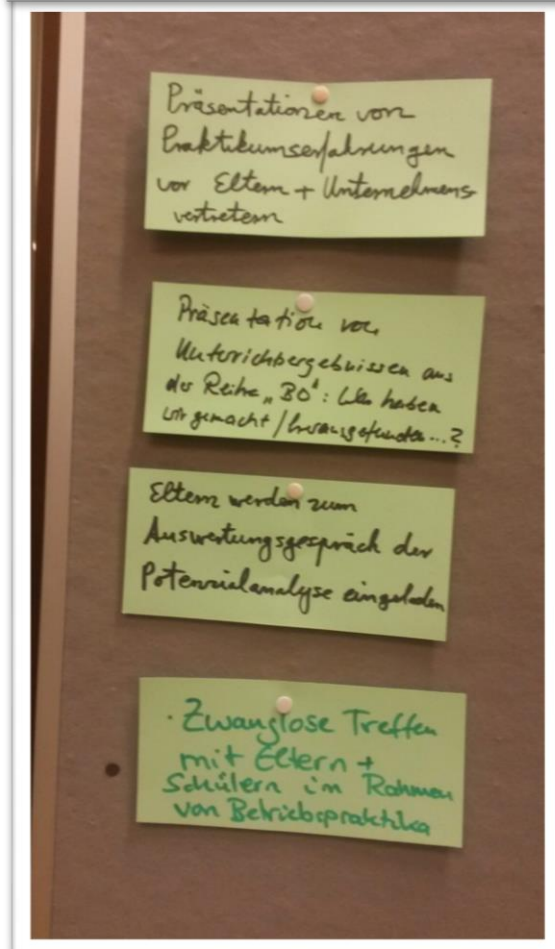 Präsentationen von
Praktikumserfahrungen
vor Eltern + Unternehmens-
vertretern
Präsentation von
Unterrichtsergebnissen aus
der Reihe „BO“: Was haben
wir gemacht / herausgefunden...?
Eltern werden zum
Auswertungsgespräch der
Potenzialanalyse eingeladen
· Zwanglose Treffen
mit Eltern +
Schülern im Rahmen
von Betriebspraktika